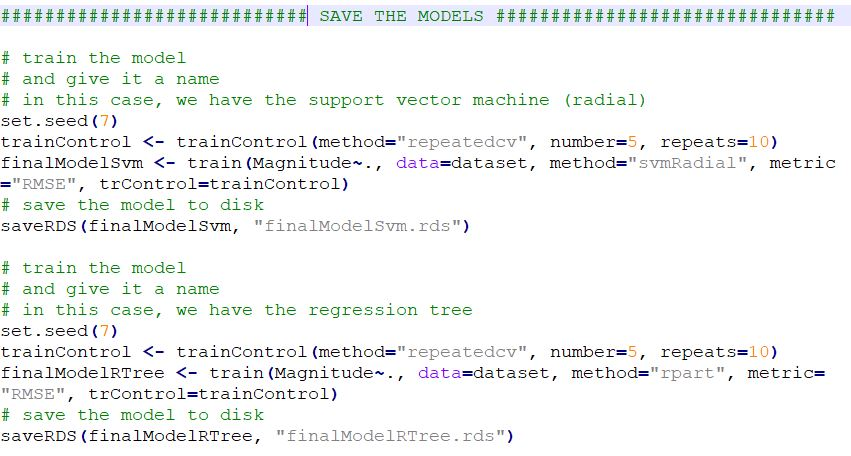 ############################ SAVE THE MODELS ###############################
# train the model
# and give it a name
# in this case, we have the support vector machine (radial)
set.seed(7)
trainControl <- trainControl(method="repeatedcv", number=5, repeats=10)
finalModelSvm <- train(Magnitude~., data=dataset, method="svmRadial", metric
="RMSE", trControl=trainControl)
# save the model to disk
saveRDS(finalModelSvm, "finalModelSvm.rds")
# train the model
# and give it a name
# in this case, we have the regression tree
set.seed(7)
trainControl <- trainControl(method="repeatedcv", number=5, repeats=10)
finalModelRTree <- train(Magnitude~., data=dataset, method="rpart", metric=
"RMSE", trControl=trainControl)
# save the model to disk
saveRDS(finalModelRTree, "finalModelRTree.rds")